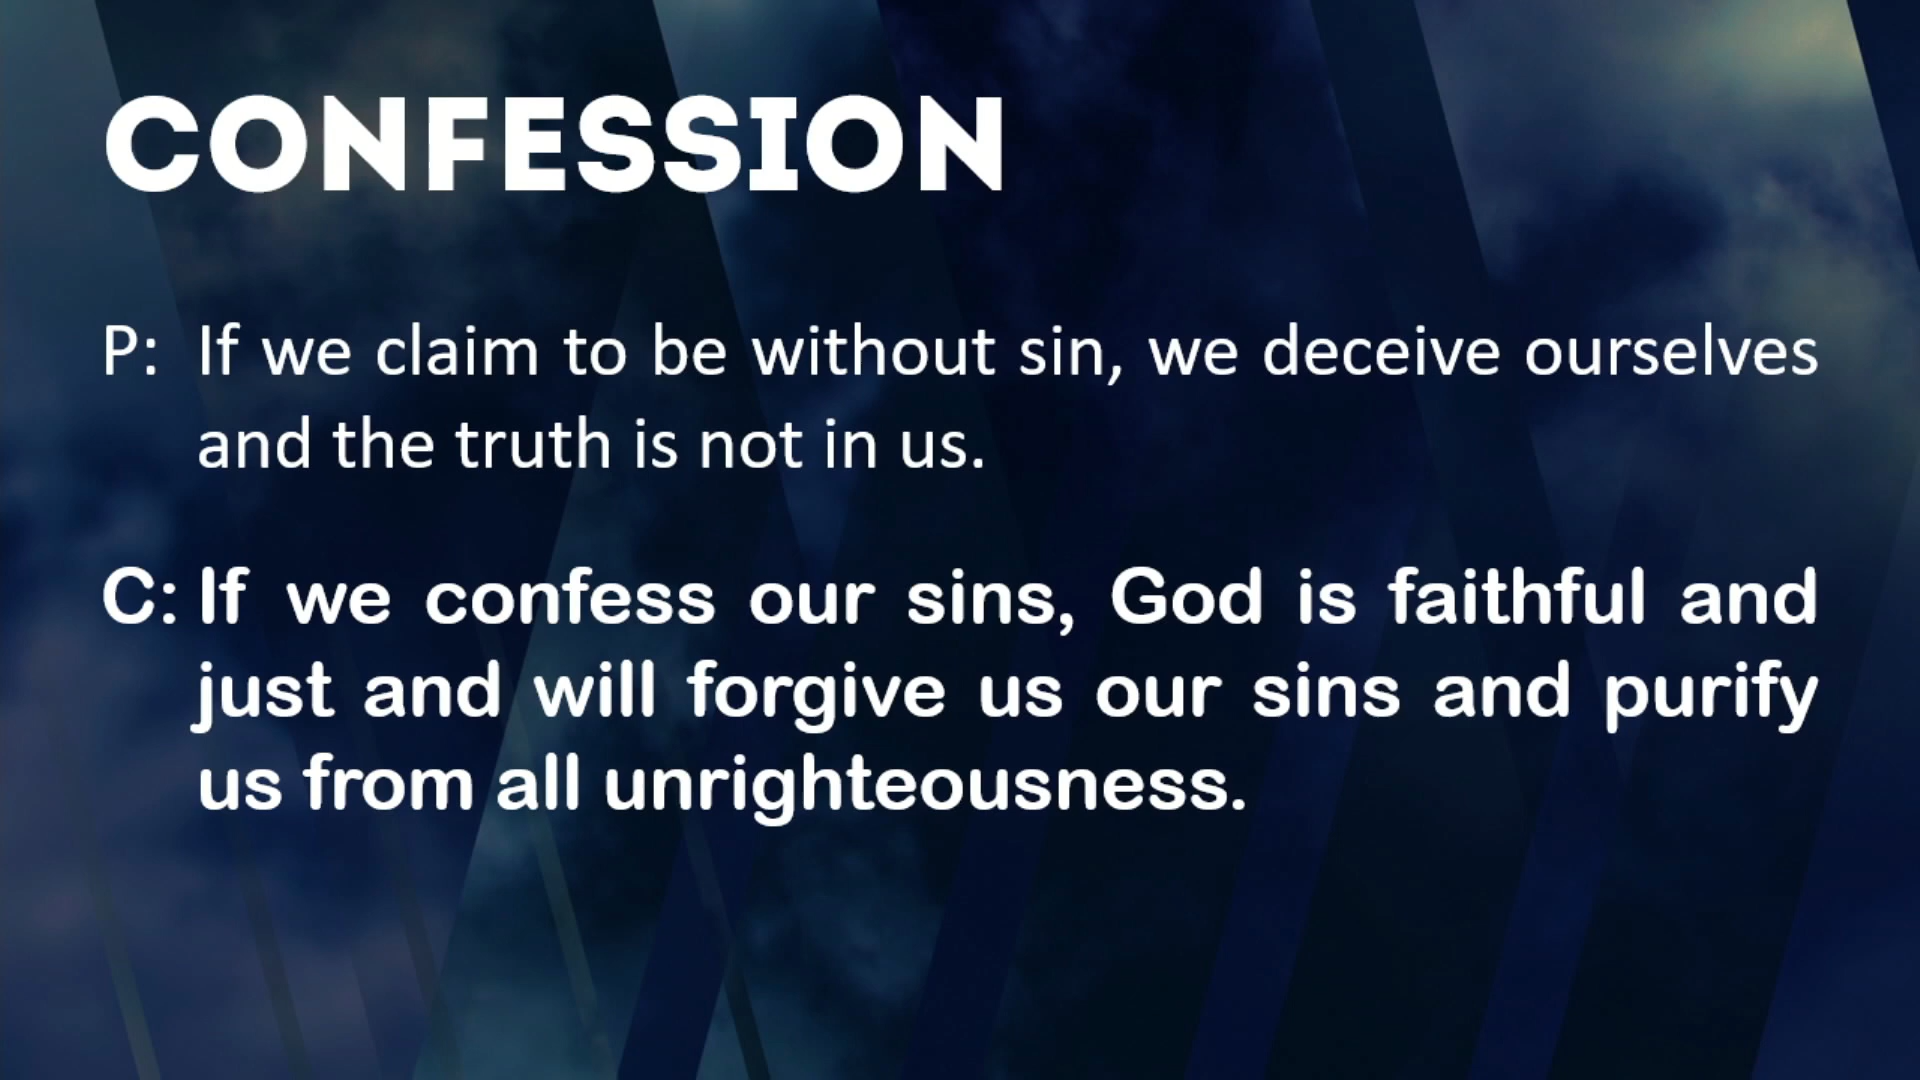 CONFESSION
P: If we claim to be without sin, we deceive ourselves
and the truth is not in us.
C: If we confess our sins, God is faithful and
just and will forgive us our sins and purify
us from all unrighteousness.